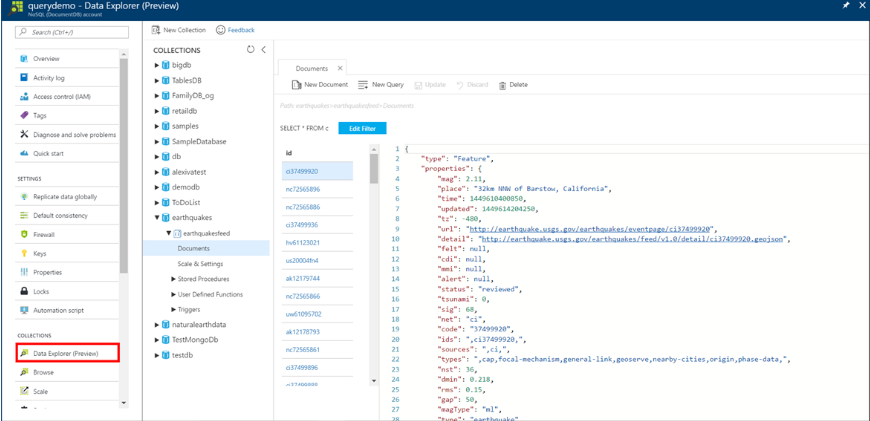 querydemo - Data Explorer (Preview)
NoSQL (DocumentDB) account
Search (Ctrl+/)
Overview
Activity log
Access control (IAM)
Tags
Diagnose and solve problems
Quick start
SETTINGS
Replicate data globally
Default consistency
Firewall
Keys
Properties
Locks
Automation script
COLLECTIONS
Data Explorer (Preview)
Browse
Scale
New Collection Feedback
COLLECTIONS
bigdb
TablesDB
FamilyDB_og
retaildb
samples
SampleDatabase
db
alexivatest
demodb
ToDoList
earthquakes
earthquakesfeed
Documents
Scale & Settings
Stored Procedures
User Defined Functions
Triggers
naturalearthdata
TestMongoDb
testdb
Documents
New Document New Query Update Discard Delete
Path: earthquakes>earthquakesfeed>Documents
SELECT * FROM c Edit Filter
id
ci37499920
nc72565896
nc72565886
ci37499936
hv61123021
us20004fn4
ak12179744
nc72565866
uw61095702
ak12178793
nc72565861
ci37499896
1 {
2 "type": "Feature",
3 "properties": {
4 "mag": 2.11,
5 "place": "32km NNW of Barstow, California",
6 "time": 1449610400850,
7 "updated": 1449614204250,
8 "tz": -480,
9 "url": "http://earthquake.usgs.gov/earthquakes/eventpage/ci37499920",
10 "detail": "http://earthquake.usgs.gov/earthquakes/feed/v1.0/detail/ci37499920.geojson",
11 "felt": null,
12 "cdi": null,
13 "mmi": null,
14 "alert": null,
15 "status": "reviewed",
16 "tsunami": 0,
17 "sig": 68,
18 "net": "ci",
19 "code": "37499920",
20 "ids": ",ci37499920,",
21 "sources": ",ci,",
22 "types": ",cap,focal-mechanism,general-link,geoserve,nearby-cities,origin,phase-data,",
23 "nst": 36,
24 "dmin": 0.218,
25 "rms": 0.15,
26 "gap": 50,
27 "magType": "ml",
28 "type": "earthquake"